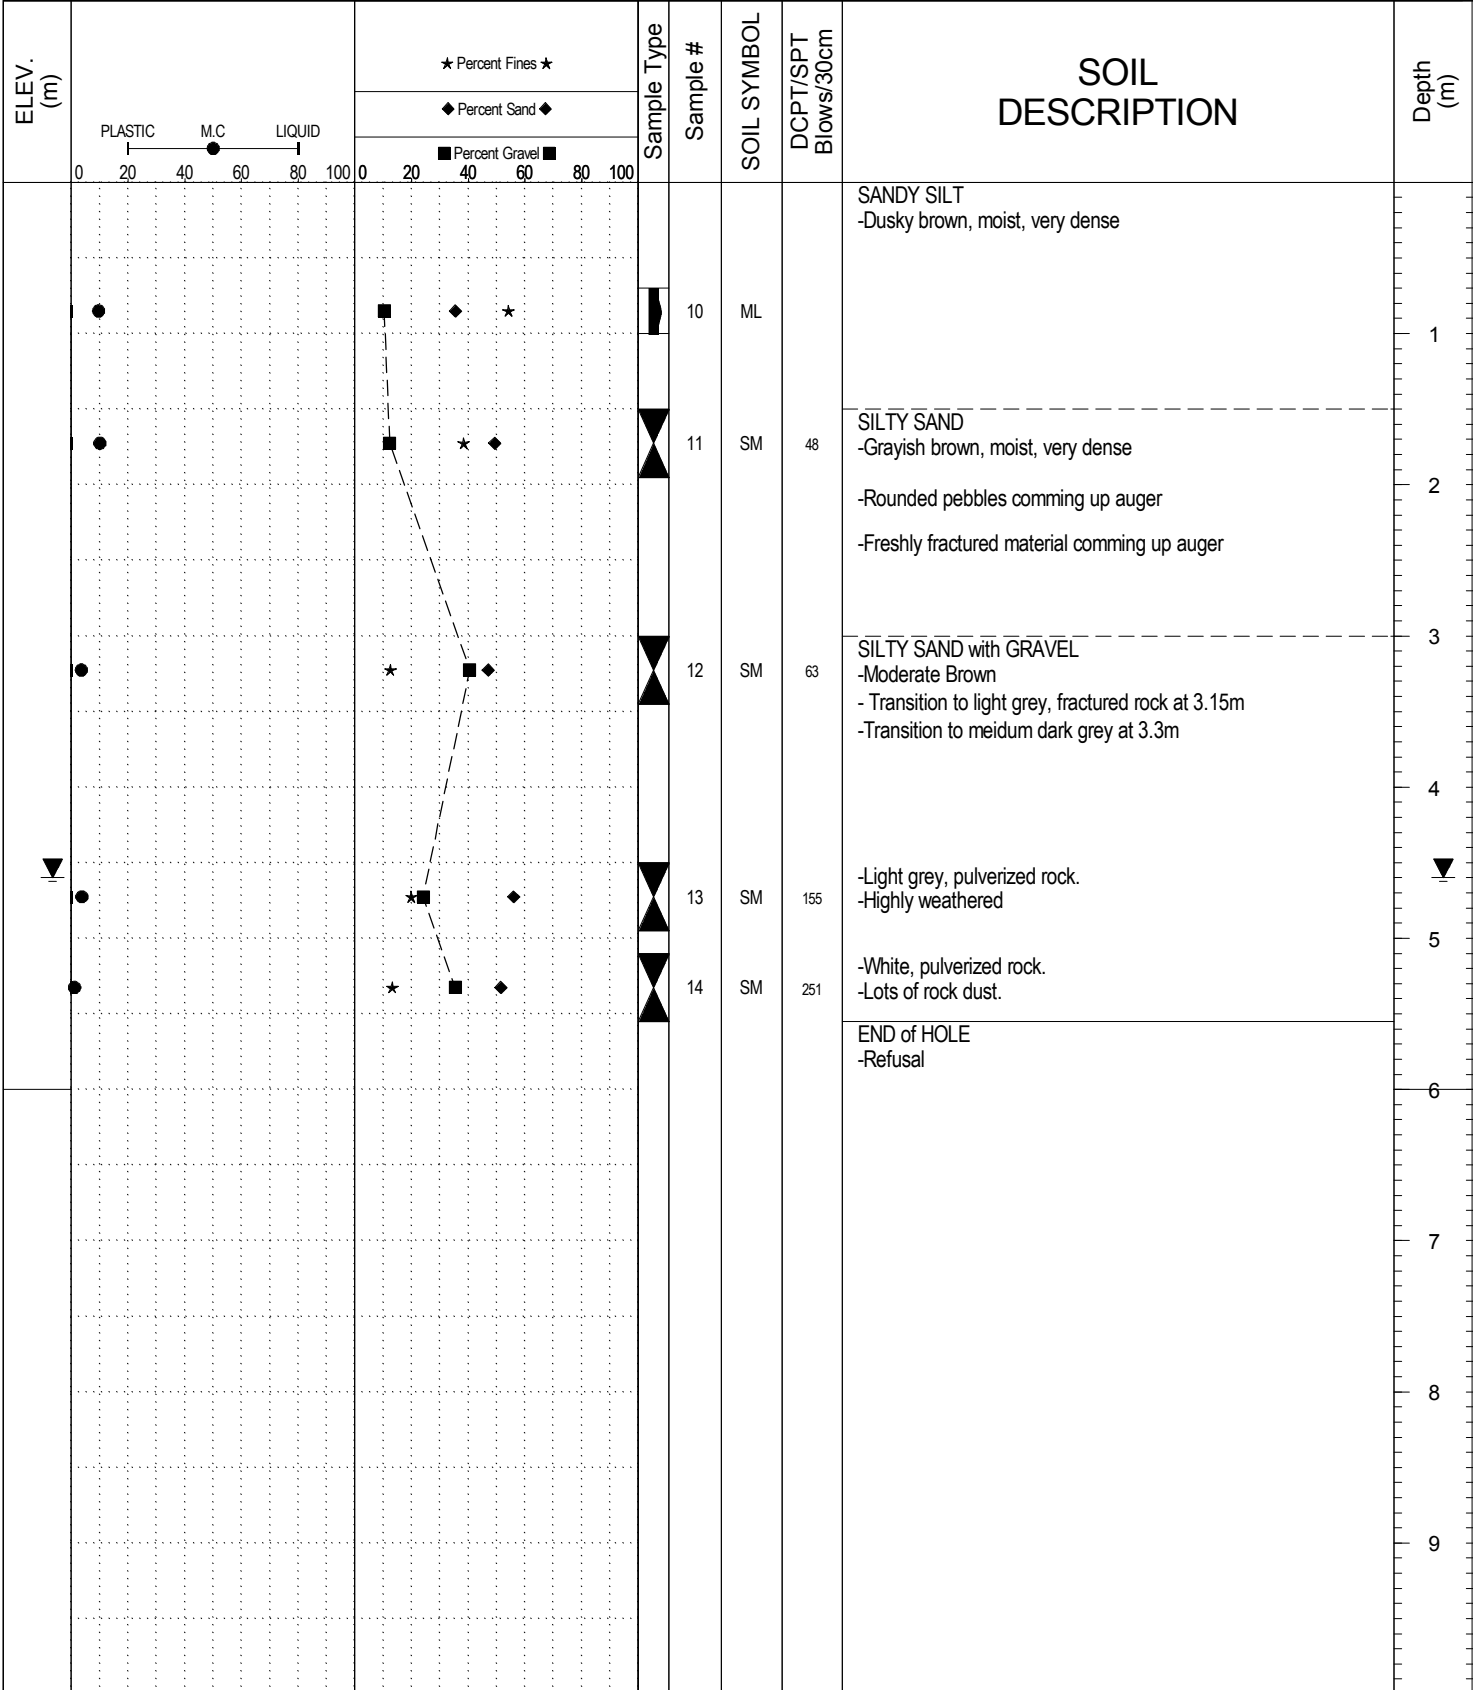 ELEV.
(m)
PLASTIC M.C LIQUID
0 20 40 60 80 100
★ Percent Fines ★
◆ Percent Sand ◆
■ Percent Gravel ■
0 20 40 60 80 100
Sample Type
Sample #
SOIL SYMBOL
DCPT/SPT
Blows/30cm
SOIL
DESCRIPTION
Depth
(m)
SANDY SILT
-Dusky brown, moist, very dense
10 ML
1
SILTY SAND
11 SM 48 -Grayish brown, moist, very dense
2
-Rounded pebbles comming up auger
-Freshly fractured material comming up auger
3
SILTY SAND with GRAVEL
12 SM 63 -Moderate Brown
- Transition to light grey, fractured rock at 3.15m
-Transition to meidum dark grey at 3.3m
4
-Light grey, pulverized rock.
13 SM 155 -Highly weathered
5
-White, pulverized rock.
14 SM 251 -Lots of rock dust.
END of HOLE
-Refusal
6
7
8
9